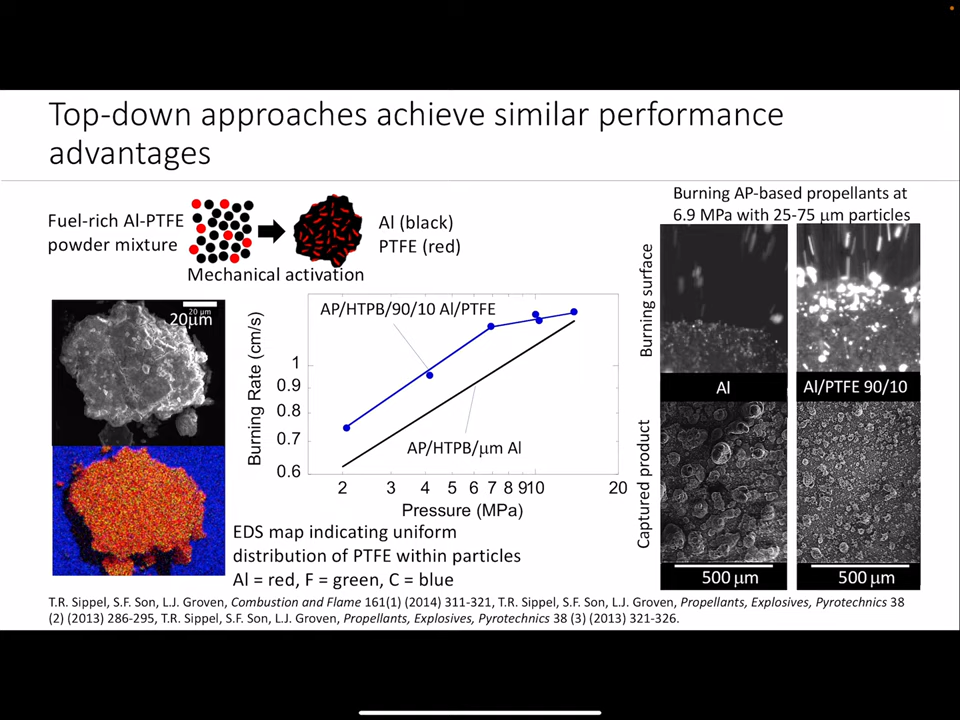 Top-down approaches achieve similar performance
advantages
Fuel-rich Al-PTFE
powder mixture
Al (black)
PTFE (red)
Mechanical activation
20 μm
20μm
Burning Rate (cm/s)
1
0.9
0.8
0.7
0.6
AP/HTPB/90/10 Al/PTFE
AP/HTPB/μm Al
2 3 4 5 6 7 8 910 20
Pressure (MPa)
EDS map indicating uniform
distribution of PTFE within particles
Al = red, F = green, C = blue
Burning AP-based propellants at
6.9 MPa with 25-75 μm particles
Burning surface
Al
Al/PTFE 90/10
Captured product
500 μm
500 μm
T.R. Sippel, S.F. Son, L.J. Groven, Combustion and Flame 161(1) (2014) 311-321, T.R. Sippel, S.F. Son, L.J. Groven, Propellants, Explosives, Pyrotechnics 38
(2) (2013) 286-295, T.R. Sippel, S.F. Son, L.J. Groven, Propellants, Explosives, Pyrotechnics 38 (3) (2013) 321-326.